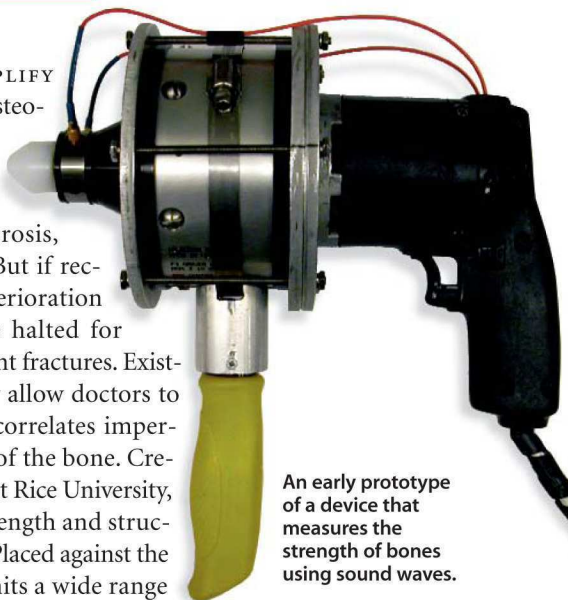 PLIFY
steo-
rosis,
But if rec-
erioration
halted for
nt fractures. Exist-
allow doctors to
correlates imper-
of the bone. Cre-
t Rice University,
ength and struc-
Placed against the
its a wide range
An early prototype
of a device that
measures the
strength of bones
using sound waves.